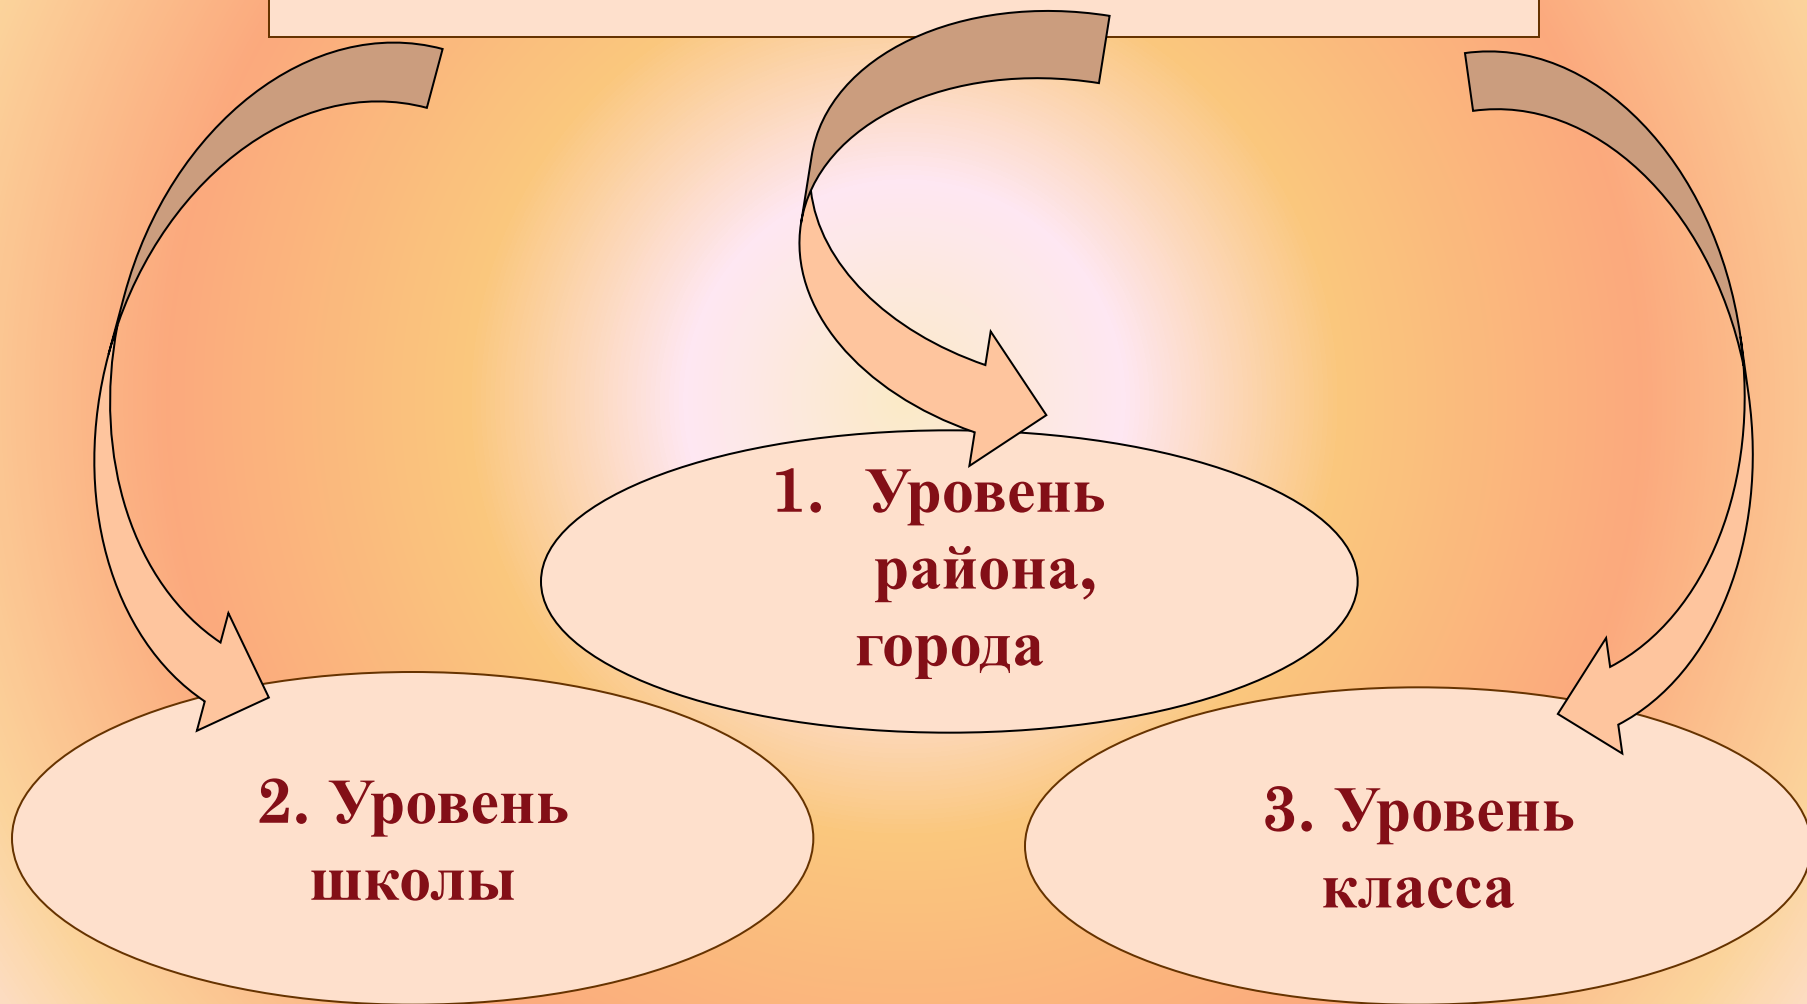 1. Уровень
района,
города
2. Уровень
школы
3. Уровень
класса